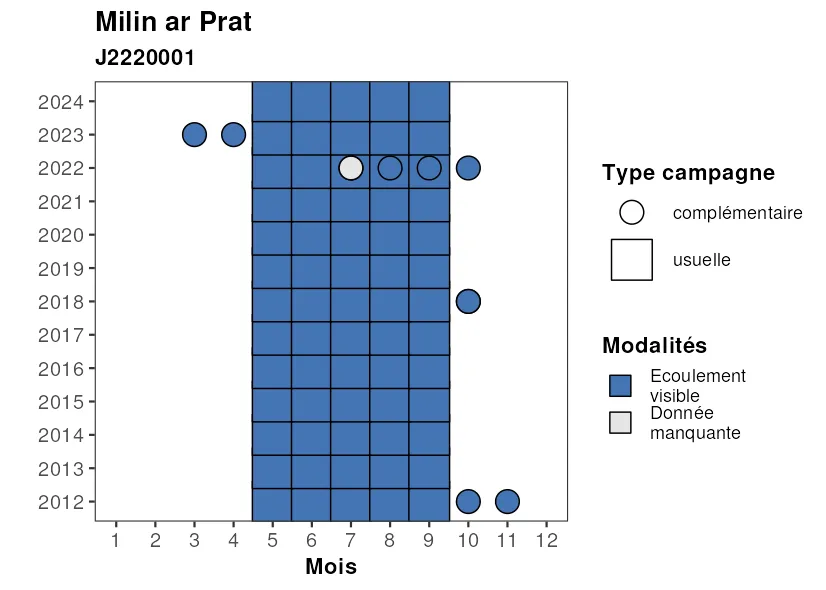 Milin ar Prat
J2220001
2024
2023
2022
2021
2020
2019
2018
2017
2016
2015
2014
2013
2012
1 2 3 4 5 6 7 8 9 10 11 12
Mois
Type campagne
complémentaire
usuelle
Modalités
Ecoulement
visible
Donnée
manquante